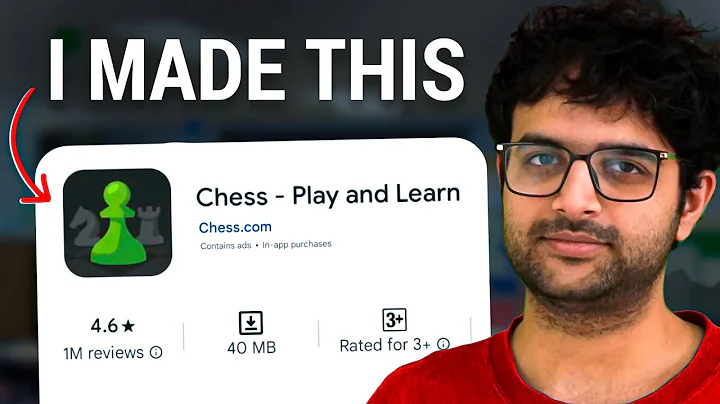 I MADE THIS
Chess - Play and Learn
Chess.com
Contains ads • In-app purchases
4.6★
1M reviews
40 MB
3+
Rated for 3+